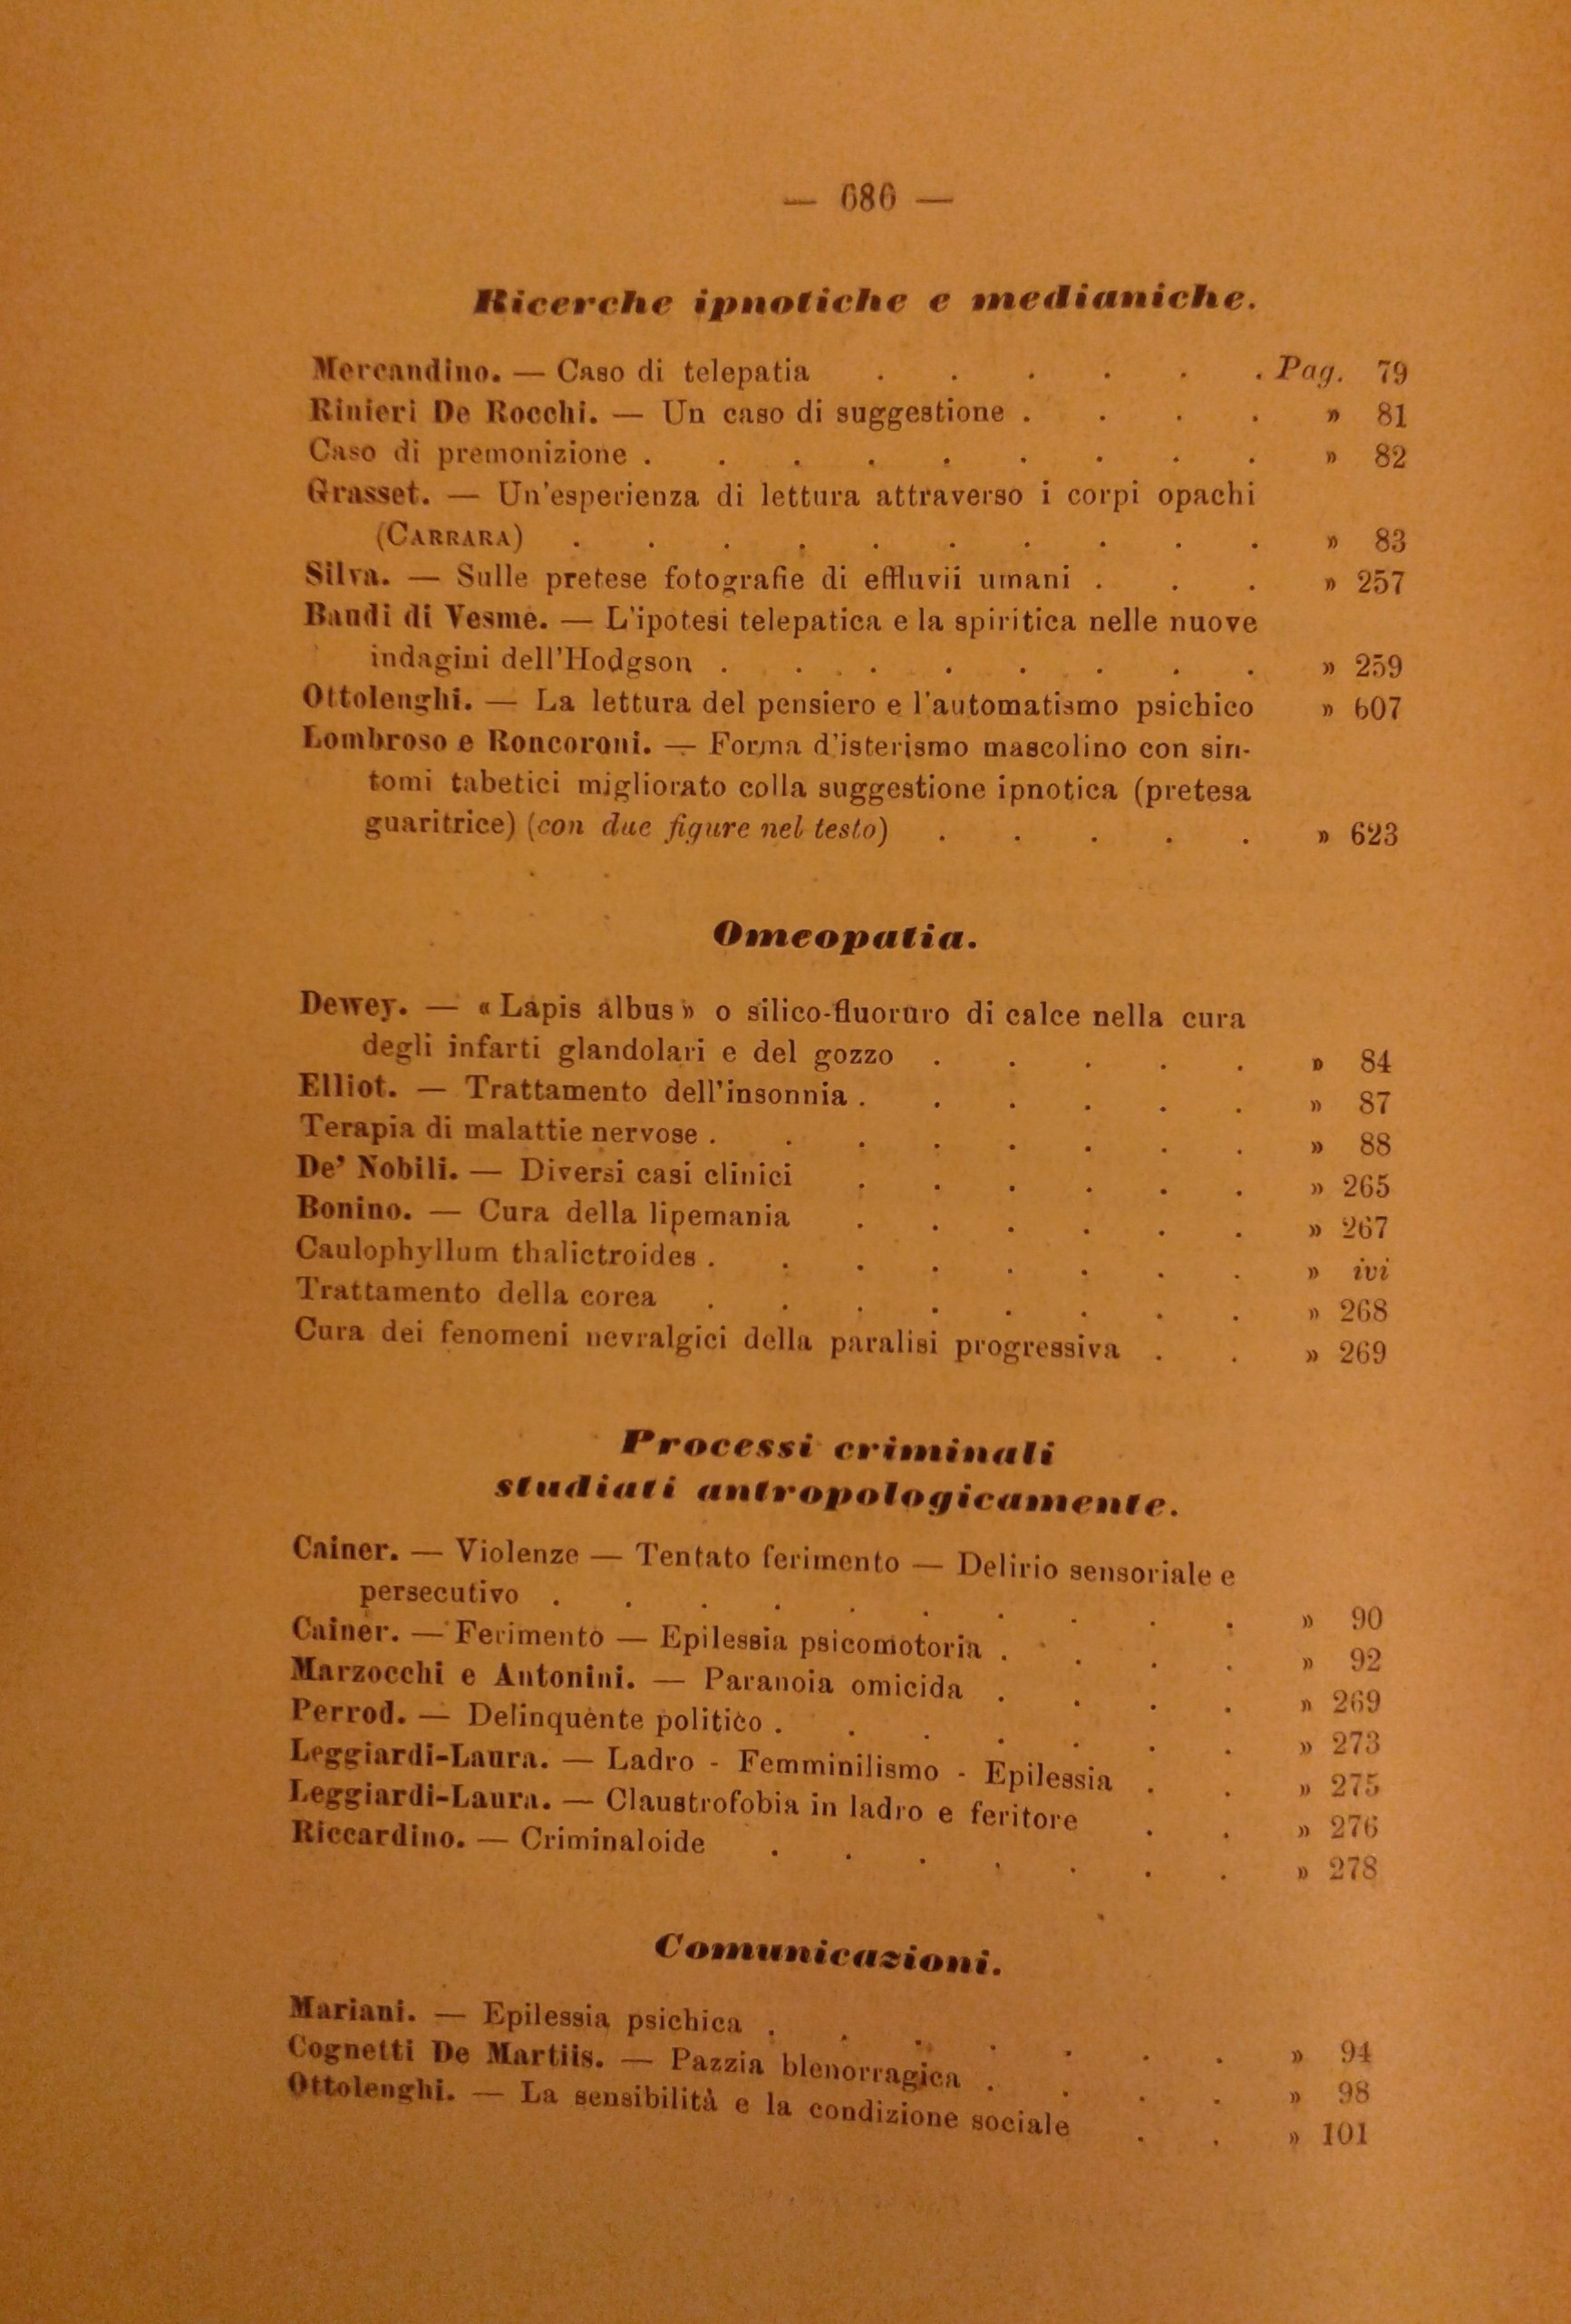 — 686 —
Ricerche ipnotiche e medianiche.
Mercandino. — Caso di telepatia . . . . . . Pag. 79
Rinieri De Rocchi. — Un caso di suggestione . . . . » 81
Caso di premonizione . . . . . . . . . » 82
Grasset. — Un'esperienza di lettura attraverso i corpi opachi
(CARRARA) . . . . . . . . . . » 83
Silva. — Sulle pretese fotografie di effluvii umani . . . » 257
Baudi di Vesme. — L'ipotesi telepatica e la spiritica nelle nuove
indagini dell'Hodgson . . . . . . . . » 259
Ottolenghi. — La lettura del pensiero e l'automatismo psichico » 607
Lombroso e Roncoroni. — Forma d'isterismo mascolino con sin-
tomi tabetici migliorato colla suggestione ipnotica (pretesa
guaritrice) (con due figure nel testo) . . . . . » 623
Omeopatia.
Dewey. — « Lapis albus » o silico-fluoruro di calce nella cura
degli infarti glandolari e del gozzo . . . . . » 84
Elliot. — Trattamento dell'insonnia . . . . . . » 87
Terapia di malattie nervose . . . . . . . . » 88
De' Nobili. — Diversi casi clinici . . . . . . » 265
Bonino. — Cura della lipemania . . . . . . » 267
Caulophyllum thalictroides . . . . . . . . » ivi
Trattamento della corea . . . . . . . . » 268
Cura dei fenomeni nevralgici della paralisi progressiva . . » 269
Processi criminali
studiati antropologicamente.
Cainer. — Violenze — Tentato ferimento — Delirio sensoriale e
persecutivo . . . . . . . . . . » 90
Cainer. — Ferimento — Epilessia psicomotoria . . . . » 92
Marzocchi e Antonini. — Paranoia omicida . . . . » 269
Perrod. — Delinquente politico . . . . . . . » 273
Leggiardi-Laura. — Ladro - Femminilismo - Epilessia . . » 275
Leggiardi-Laura. — Claustrofobia in ladro e feritore . . » 276
Riccardino. — Criminaloide . . . . . . . » 278
Comunicazioni.
Mariani. — Epilessia psichica . . . . . . . » 94
Cognetti De Martiis. — Pazzia blenorragica . . . . » 98
Ottolenghi. — La sensibilità e la condizione sociale . . » 101